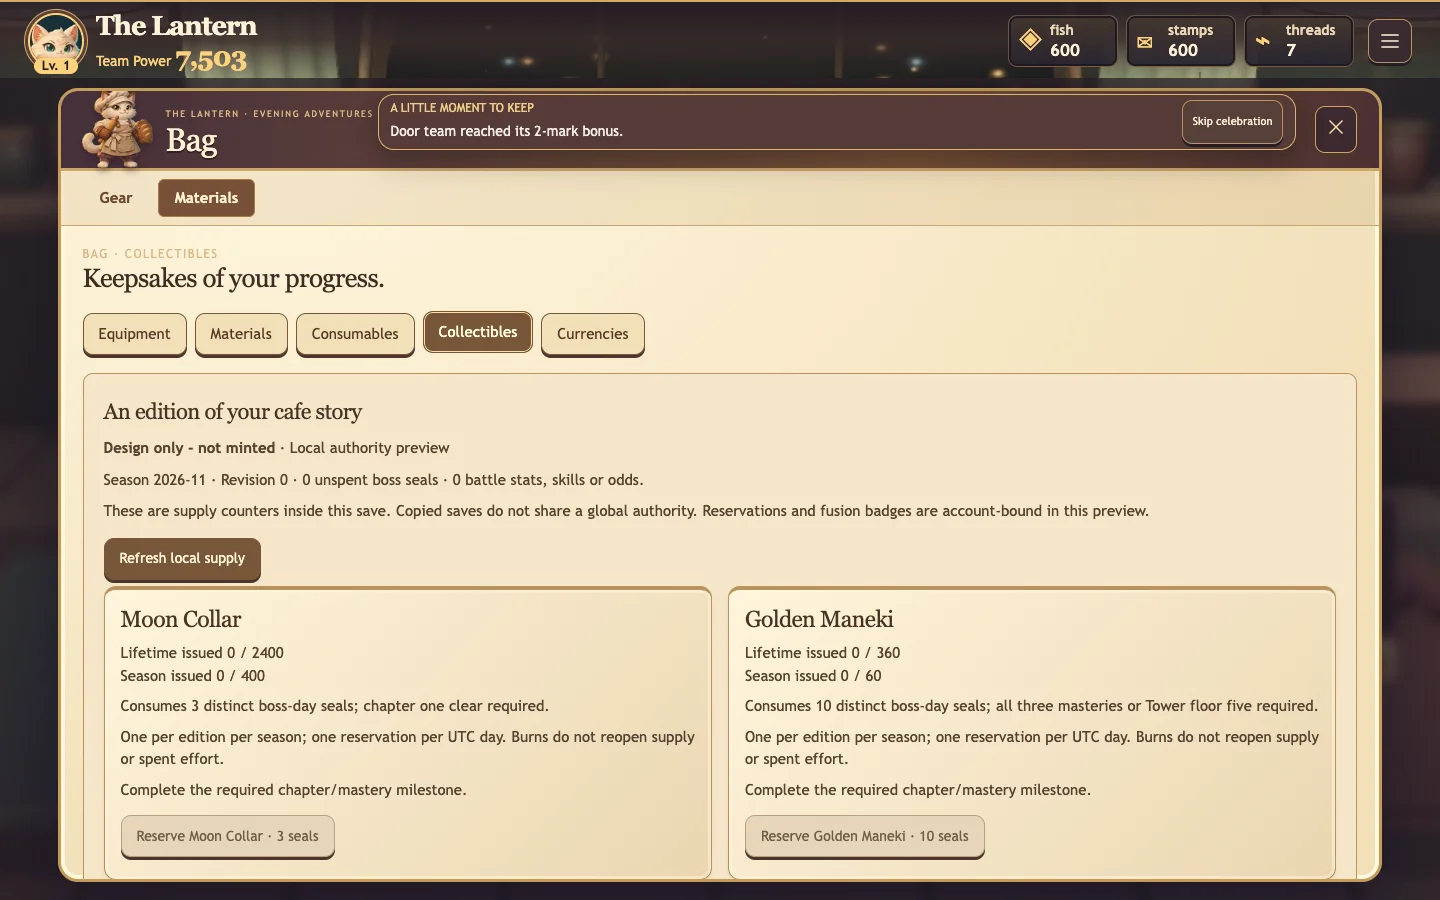 The Lantern
Team Power 7,503
Lv. 1
fish
600
stamps
600
threads
7
THE LANTERN · EVENING ADVENTURES
Bag
A LITTLE MOMENT TO KEEP
Door team reached its 2-mark bonus.
Skip celebration
Gear
Materials
BAG · COLLECTIBLES
Keepsakes of your progress.
Equipment
Materials
Consumables
Collectibles
Currencies
An edition of your cafe story
Design only - not minted · Local authority preview
Season 2026-11 · Revision 0 · 0 unspent boss seals · 0 battle stats, skills or odds.
These are supply counters inside this save. Copied saves do not share a global authority. Reservations and fusion badges are account-bound in this preview.
Refresh local supply
Moon Collar
Lifetime issued 0 / 2400
Season issued 0 / 400
Consumes 3 distinct boss-day seals; chapter one clear required.
One per edition per season; one reservation per UTC day. Burns do not reopen supply
or spent effort.
Complete the required chapter/mastery milestone.
Reserve Moon Collar · 3 seals
Golden Maneki
Lifetime issued 0 / 360
Season issued 0 / 60
Consumes 10 distinct boss-day seals; all three masteries or Tower floor five required.
One per edition per season; one reservation per UTC day. Burns do not reopen supply
or spent effort.
Complete the required chapter/mastery milestone.
Reserve Golden Maneki · 10 seals